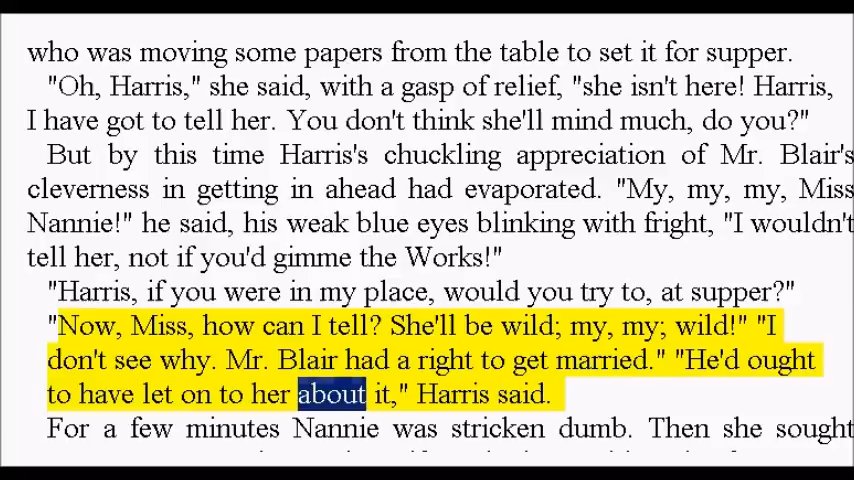 who was moving some papers from the table to set it for supper.
"Oh, Harris," she said, with a gasp of relief, "she isn't here! Harris,
I have got to tell her. You don't think she'll mind much, do you?"
But by this time Harris's chuckling appreciation of Mr. Blair's
cleverness in getting in ahead had evaporated. "My, my, my, Miss
Nannie!" he said, his weak blue eyes blinking with fright, "I wouldn't
tell her, not if you'd gimme the Works!"
"Harris, if you were in my place, would you try to, at supper?"
"Now, Miss, how can I tell? She'll be wild; my, my; wild!" "I
don't see why. Mr. Blair had a right to get married." "He'd ought
to have let on to her about it," Harris said.
For a few minutes Nannie was stricken dumb. Then she sought